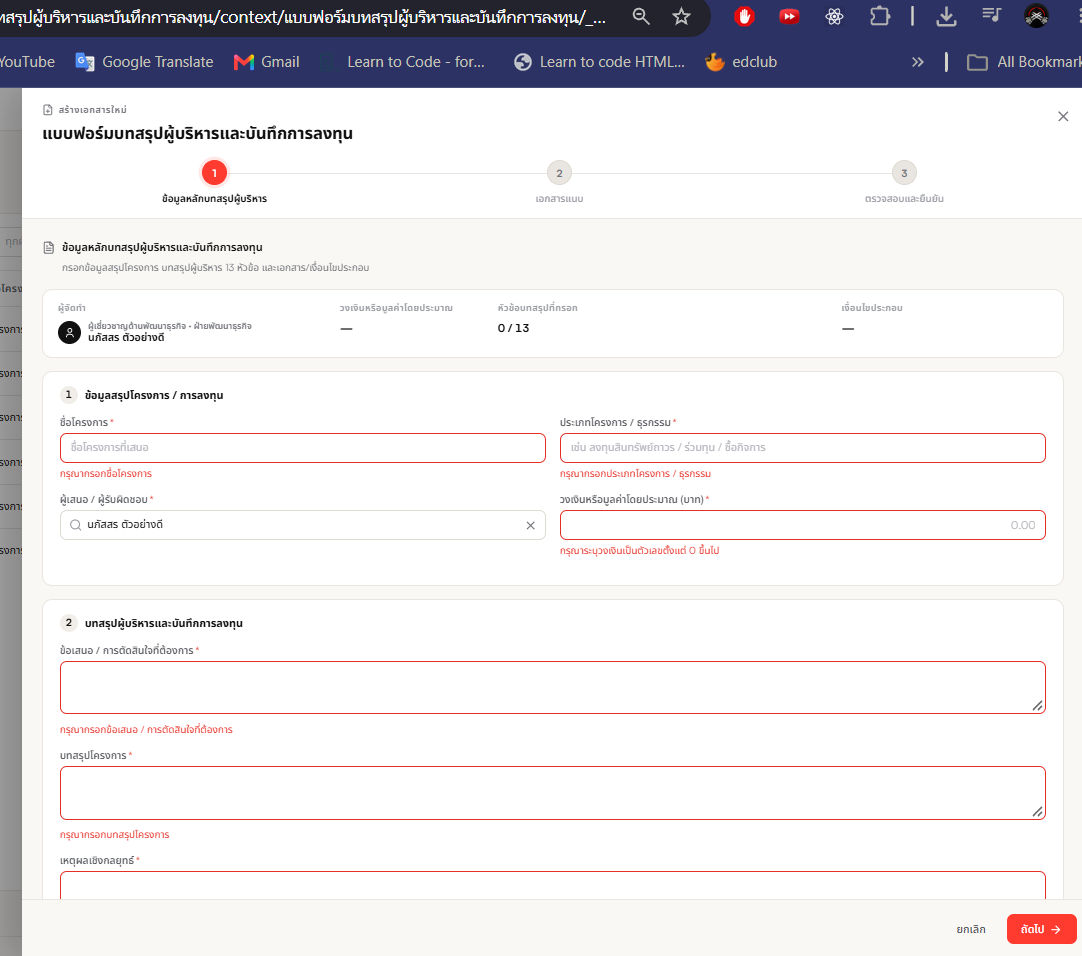 ทสรุปผู้บริหารและบันทึกการลงทุน/context/แบบฟอร์มบทสรุปผู้บริหารและบันทึกการลงทุน/_...
YouTube Google Translate Gmail Learn to Code - for... Learn to code HTML... edclub » All Bookmark
สร้างเอกสารใหม่
แบบฟอร์มบทสรุปผู้บริหารและบันทึกการลงทุน
1 2 3
ข้อมูลหลักบทสรุปผู้บริหาร เอกสารแนบ ตรวจสอบและยืนยัน
ข้อมูลหลักบทสรุปผู้บริหารและบันทึกการลงทุน
กรอกข้อมูลสรุปโครงการ บทสรุปผู้บริหาร 13 หัวข้อ และเอกสาร/เงื่อนไขประกอบ
ผู้จัดทำ วงเงินหรือมูลค่าโดยประมาณ หัวข้อบทสรุปที่กรอก เงื่อนไขประกอบ
ผู้เชี่ยวชาญด้านพัฒนาธุรกิจ • ฝ่ายพัฒนาธุรกิจ
นภัสสร ตัวอย่างดี — 0 / 13 —
1 ข้อมูลสรุปโครงการ / การลงทุน
ชื่อโครงการ * ประเภทโครงการ / ธุรกรรม *
ชื่อโครงการที่เสนอ เช่น ลงทุนสินทรัพย์ถาวร / ร่วมทุน / ซื้อกิจการ
กรุณากรอกชื่อโครงการ กรุณากรอกประเภทโครงการ / ธุรกรรม
ผู้เสนอ / ผู้รับผิดชอบ * วงเงินหรือมูลค่าโดยประมาณ (บาท) *
นภัสสร ตัวอย่างดี 0.00
กรุณาระบุวงเงินเป็นตัวเลขตั้งแต่ 0 ขึ้นไป
2 บทสรุปผู้บริหารและบันทึกการลงทุน
ข้อเสนอ / การตัดสินใจที่ต้องการ *
กรุณากรอกข้อเสนอ / การตัดสินใจที่ต้องการ
บทสรุปโครงการ *
กรุณากรอกบทสรุปโครงการ
เหตุผลเชิงกลยุทธ์ *
ยกเลิก ถัดไป →